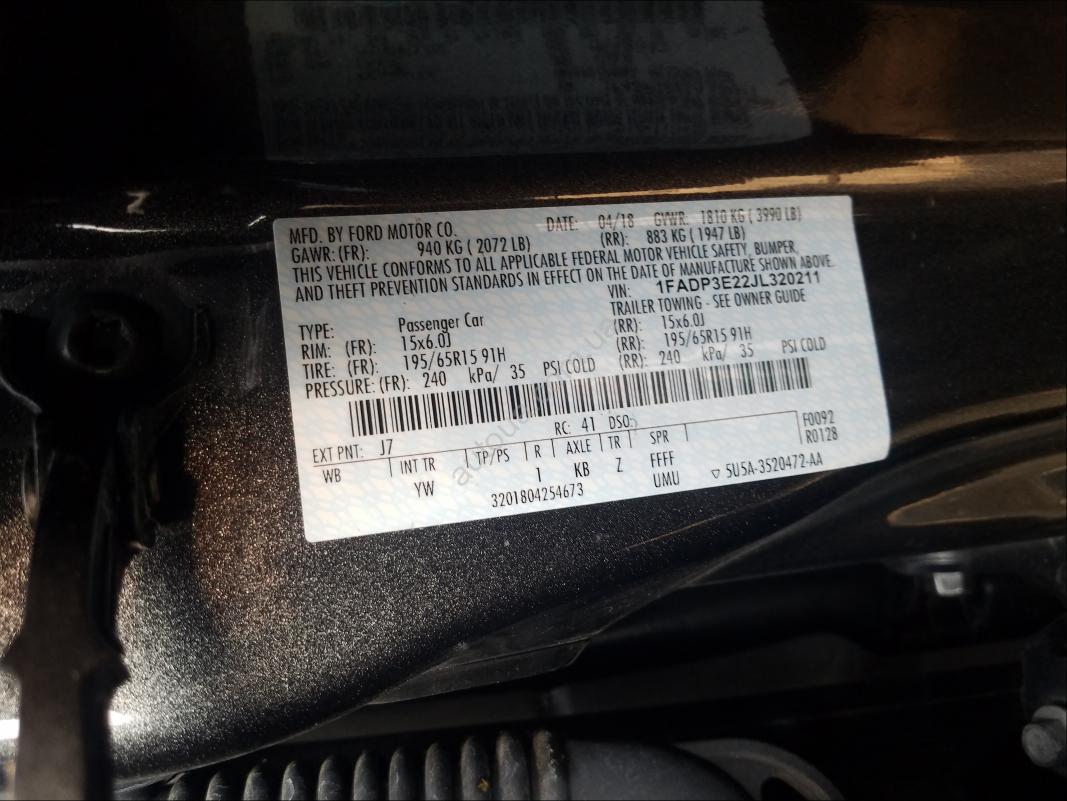 MFD. BY FORD MOTOR CO. DATE: 04/18 GVWR: 1810 KG (3990 LB)
GAWR: (FR): 940 KG (2072 LB) (RR): 883 KG (1947 LB)
THIS VEHICLE CONFORMS TO ALL APPLICABLE FEDERAL MOTOR VEHICLE SAFETY, BUMPER,
AND THEFT PREVENTION STANDARDS IN EFFECT ON THE DATE OF MANUFACTURE SHOWN ABOVE.
VIN: 1FADP3E22JL320211
TRAILER TOWING - SEE OWNER GUIDE
TYPE: Passenger Car
RIM: (FR): 15x6.0J (RR): 15x6.0J
TIRE: (FR): 195/65R15 91H (RR): 195/65R15 91H
PRESSURE: (FR): 240 kPa/ 35 PSI COLD (RR): 240 kPa/ 35 PSI COLD
EXT PNT: J7 RC: 41 DSO: F0092
WB INT TR TP/PS R AXLE TR SPR R0128
YW 1 KB Z FFFF
UMU
3201804254673 ▽ 5U5A-3520472-AA